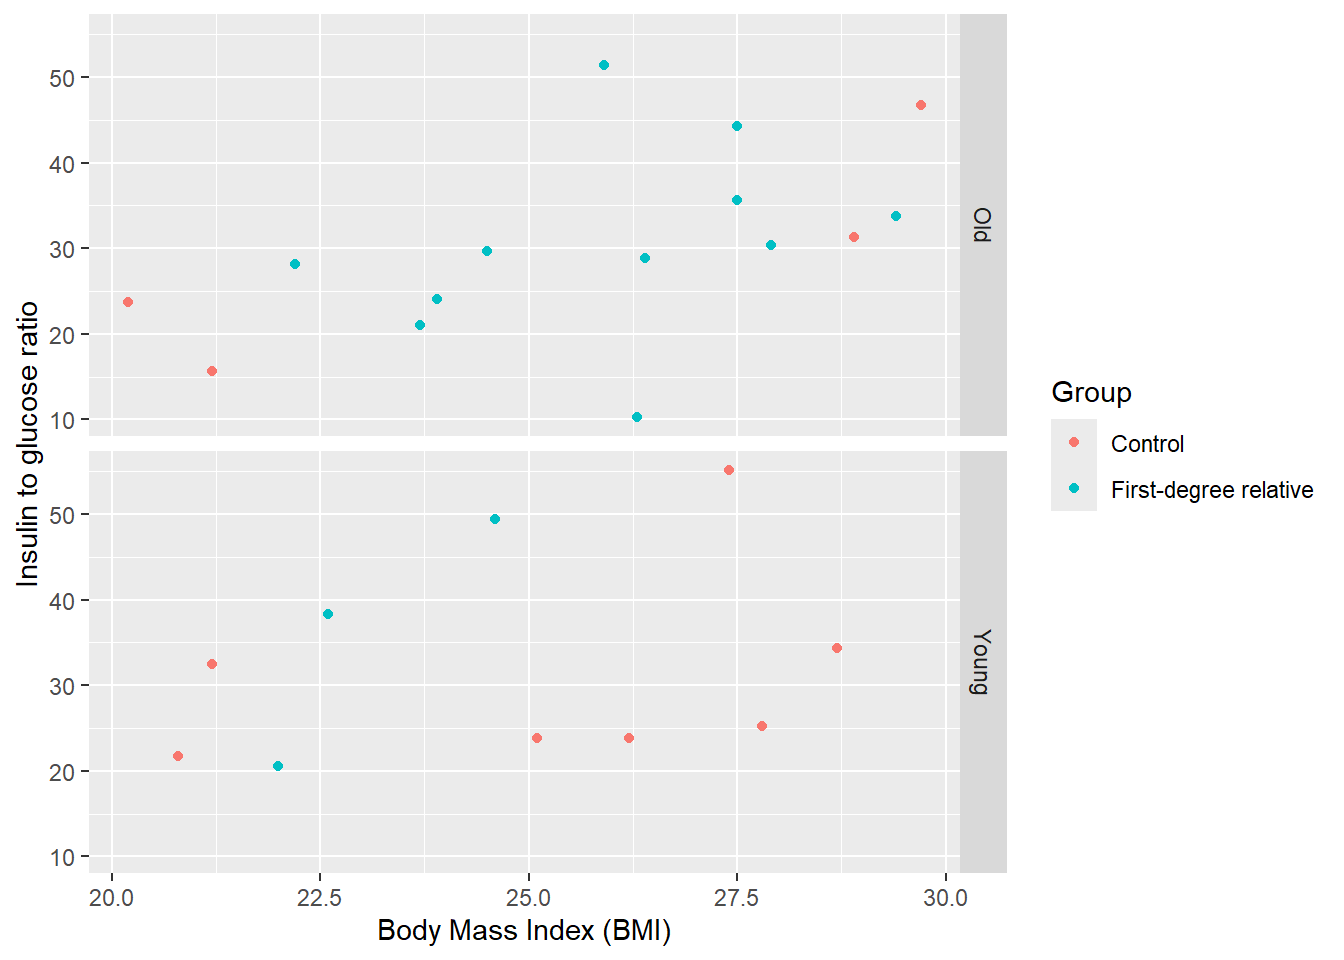 Insulin to glucose ratio
50
40
30
20
10
Old
50
40
30
20
10
Young
20.0 22.5 25.0 27.5 30.0
Body Mass Index (BMI)
Group
Control
First-degree relative